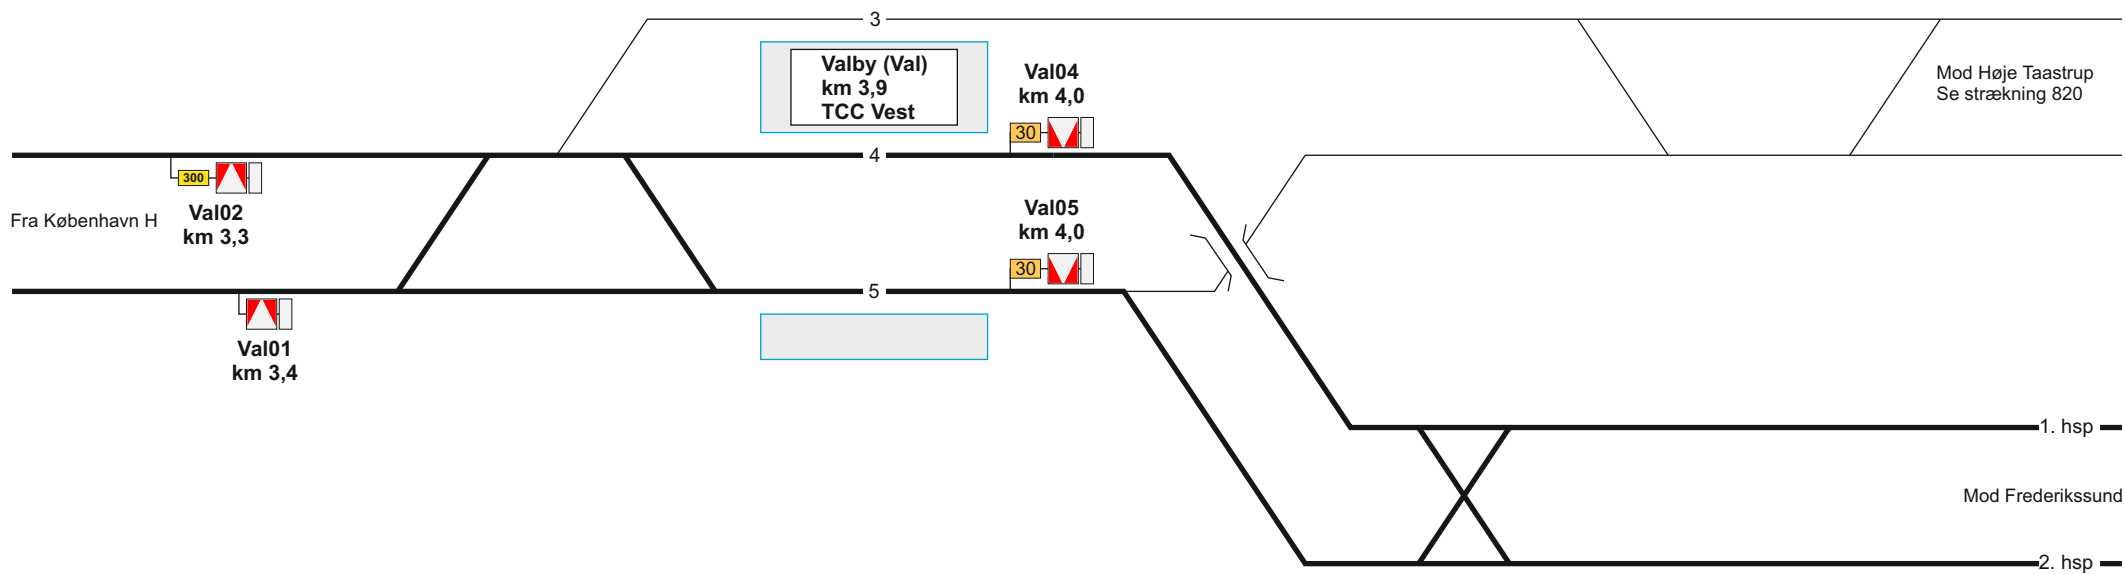 3
Valby (Val)
km 3,9
TCC Vest
Val04
km 4,0
30
Mod Høje Taastrup
Se strækning 820
4
300
Val02
km 3,3
Fra København H
Val05
km 4,0
30
5
Val01
km 3,4
1. hsp
Mod Frederikssund
2. hsp